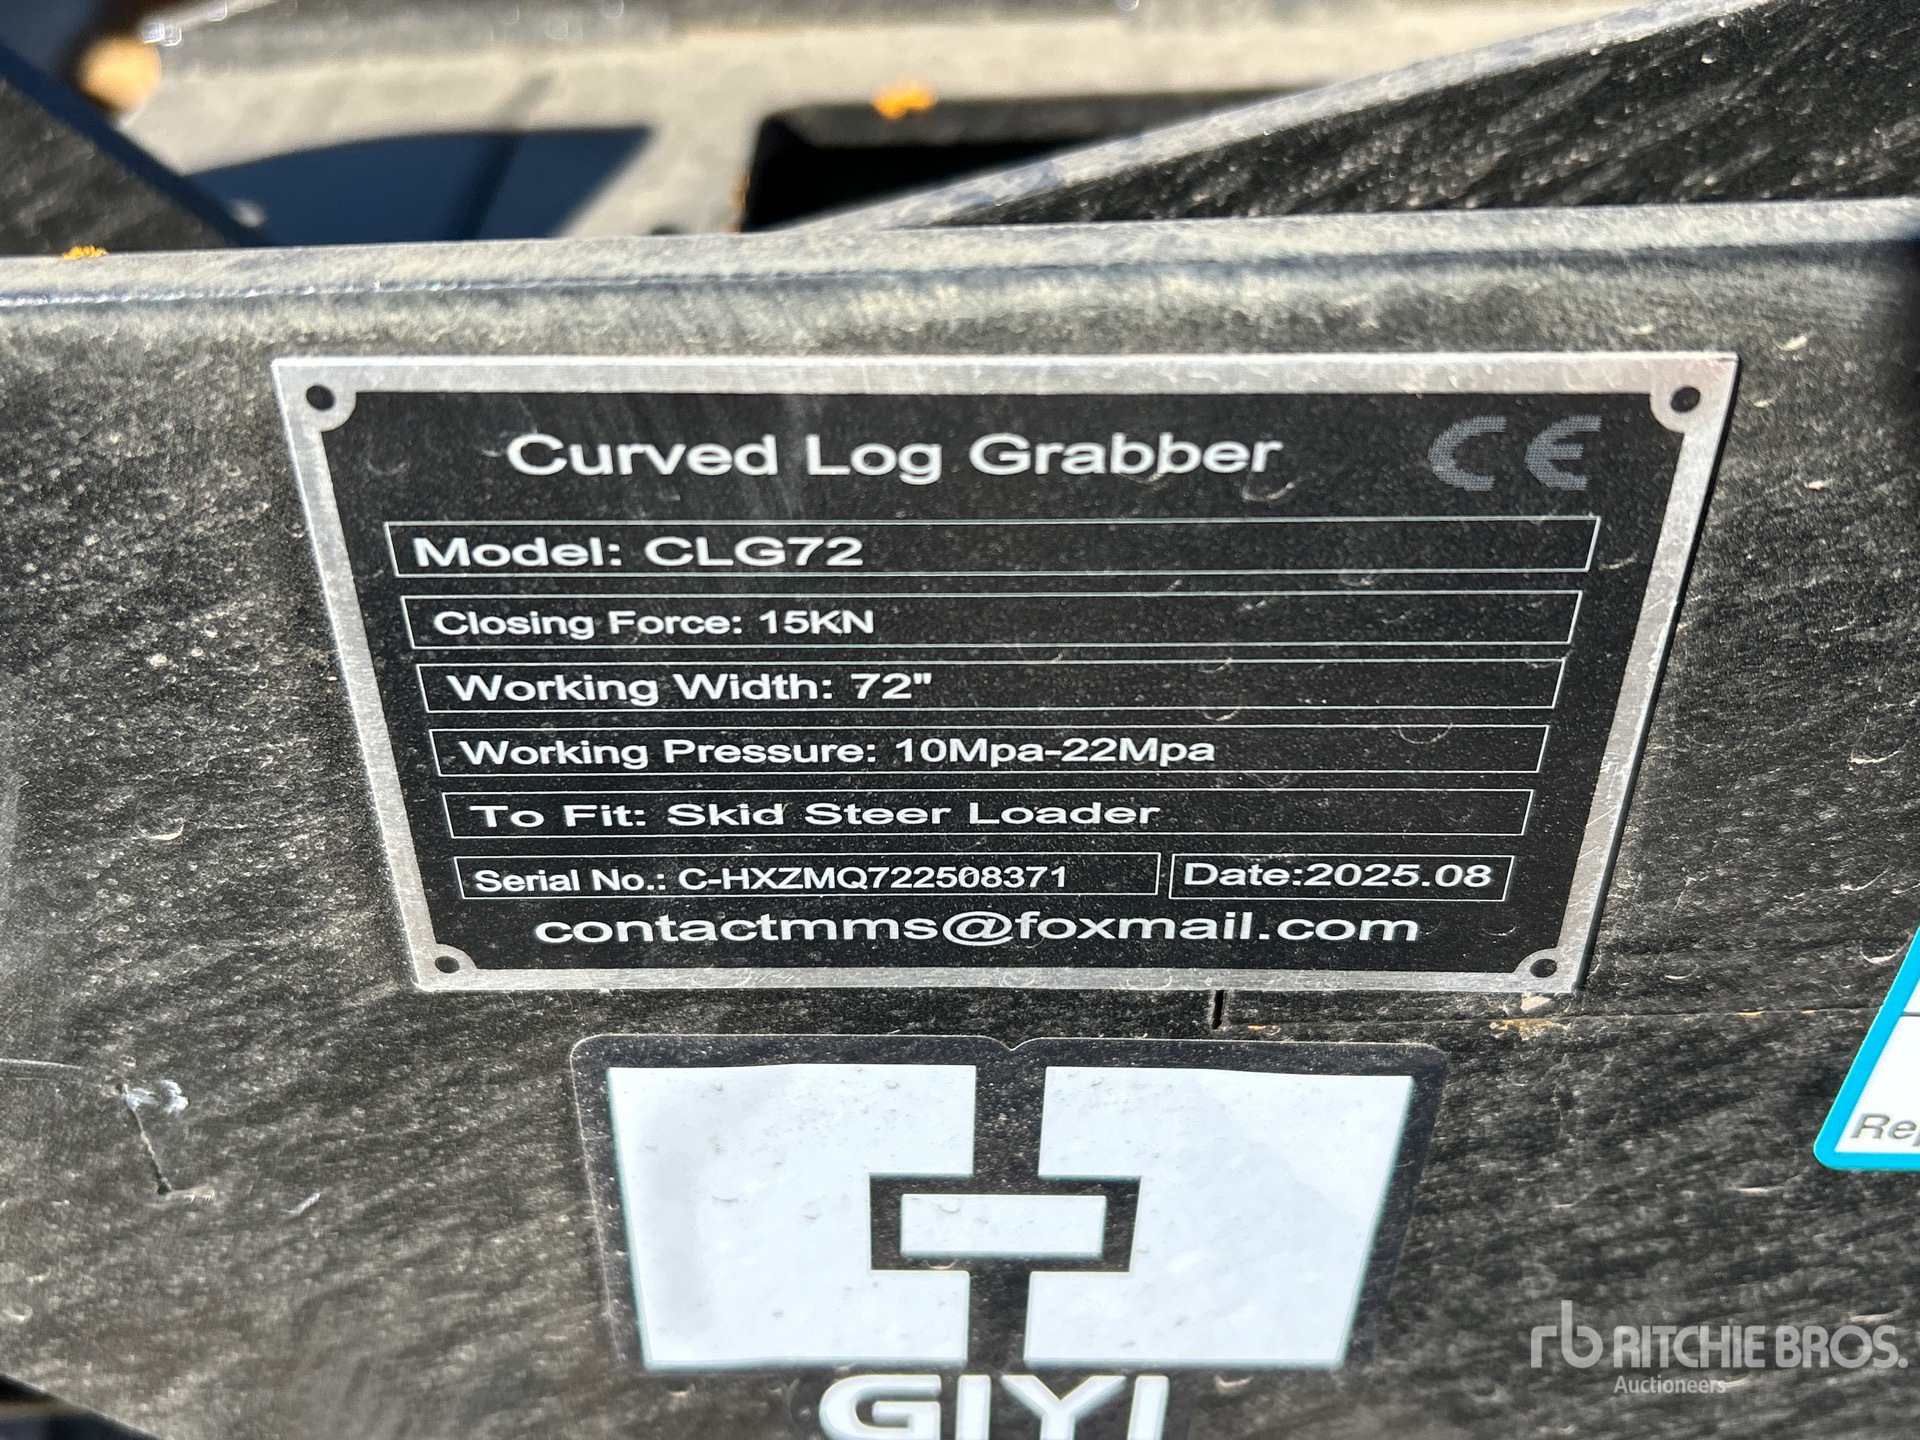 Curved Log Grabber CE
Model: CLG72
Closing Force: 15KN
Working Width: 72"
Working Pressure: 10Mpa-22Mpa
To Fit: Skid Steer Loader
Serial No.: C-HXZMQ722508371 Date:2025.08
contactmms@foxmail.com
GIYI
rb RITCHIE BROS.
Auctioneers